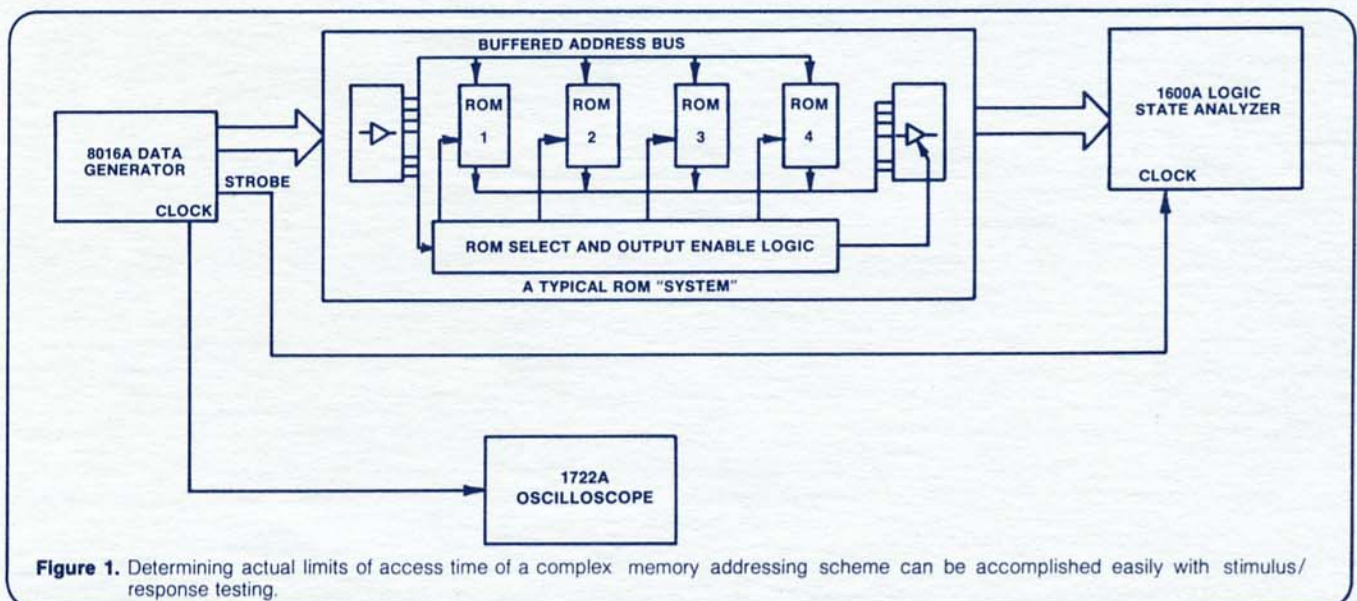 BUFFERED ADDRESS BUS
ROM
1
ROM
2
ROM
3
ROM
4
8016A DATA
GENERATOR
STROBE
CLOCK
1600A LOGIC
STATE ANALYZER
CLOCK
ROM SELECT AND OUTPUT ENABLE LOGIC
A TYPICAL ROM "SYSTEM"
1722A
OSCILLOSCOPE
Figure 1. Determining actual limits of access time of a complex memory addressing scheme can be accomplished easily with stimulus/
response testing.